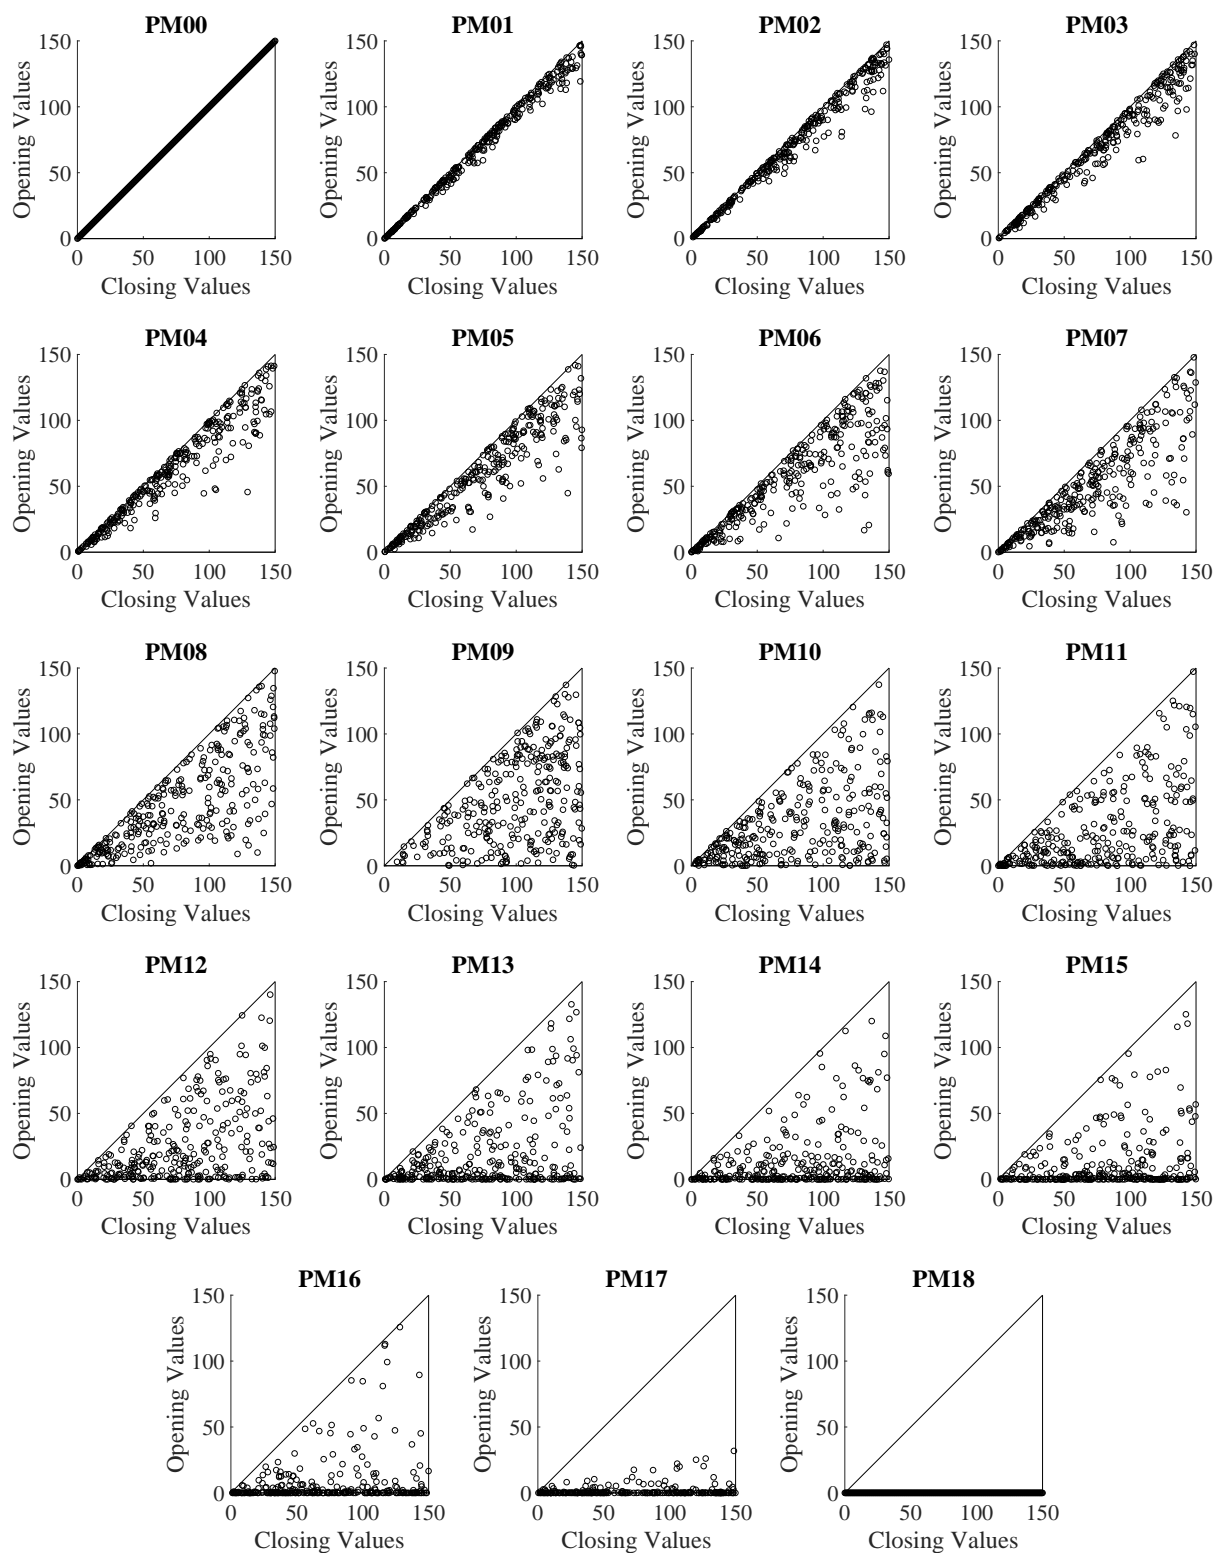 PM00 PM01 PM02 PM03
150 150 150 150
100 100 100 100
50 50 50 50
0 0 0 0
Opening Values Opening Values Opening Values Opening Values
0 50 100 150 0 50 100 150 0 50 100 150 0 50 100 150
Closing Values Closing Values Closing Values Closing Values
PM04 PM05 PM06 PM07
150 150 150 150
100 100 100 100
50 50 50 50
0 0 0 0
Opening Values Opening Values Opening Values Opening Values
0 50 100 150 0 50 100 150 0 50 100 150 0 50 100 150
Closing Values Closing Values Closing Values Closing Values
PM08 PM09 PM10 PM11
150 150 150 150
100 100 100 100
50 50 50 50
0 0 0 0
Opening Values Opening Values Opening Values Opening Values
0 50 100 150 0 50 100 150 0 50 100 150 0 50 100 150
Closing Values Closing Values Closing Values Closing Values
PM12 PM13 PM14 PM15
150 150 150 150
100 100 100 100
50 50 50 50
0 0 0 0
Opening Values Opening Values Opening Values Opening Values
0 50 100 150 0 50 100 150 0 50 100 150 0 50 100 150
Closing Values Closing Values Closing Values Closing Values
PM16 PM17 PM18
150 150 150
100 100 100
50 50 50
0 0 0
Opening Values Opening Values Opening Values
0 50 100 150 0 50 100 150 0 50 100 150
Closing Values Closing Values Closing Values